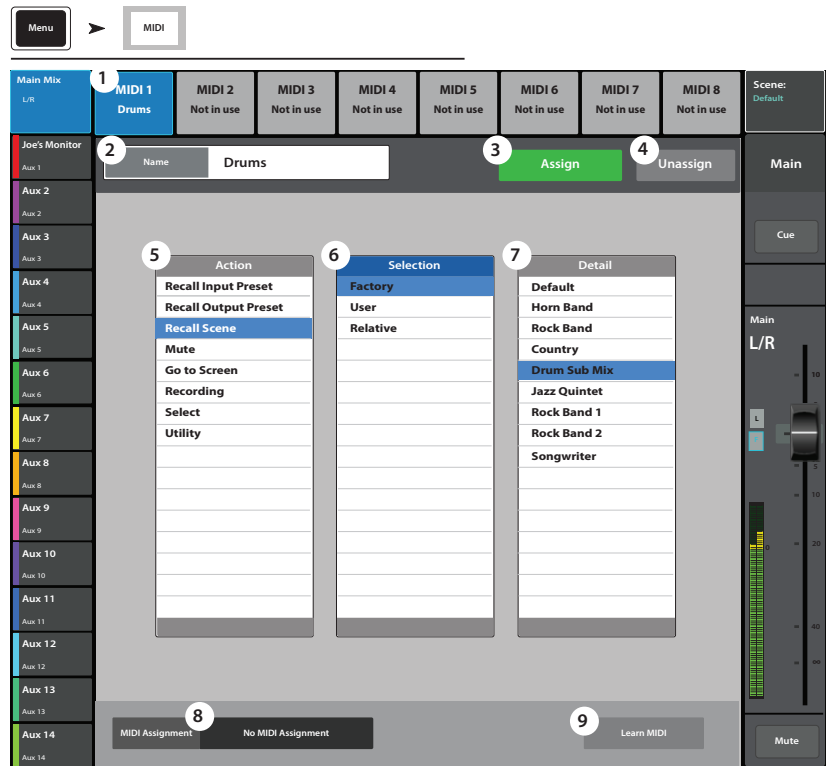 Menu
MIDI
Main Mix
L/R
1
MIDI 1
Drums
MIDI 2
Not in use
MIDI 3
Not in use
MIDI 4
Not in use
MIDI 5
Not in use
MIDI 6
Not in use
MIDI 7
Not in use
MIDI 8
Not in use
Scene:
Default
Joe's Monitor
Aux 1
Aux 2
Aux 2
Aux 3
Aux 3
Aux 4
Aux 4
Aux 5
Aux 5
Aux 6
Aux 6
Aux 7
Aux 7
Aux 8
Aux 8
Aux 9
Aux 9
Aux 10
Aux 10
Aux 11
Aux 11
Aux 12
Aux 12
Aux 13
Aux 13
Aux 14
Aux 14
2
Name
Drums
3
Assign
4
Unassign
5
Action
Recall Input Preset
Recall Output Preset
Recall Scene
Mute
Go to Screen
Recording
Select
Utility
6
Selection
Factory
User
Relative
7
Detail
Default
Horn Band
Rock Band
Country
Drum Sub Mix
Jazz Quintet
Rock Band 1
Rock Band 2
Songwriter
8
MIDI Assignment
No MIDI Assignment
9
Learn MIDI
Main
Cue
Main
L/R
10
L
5
10
20
40
∞
Mute